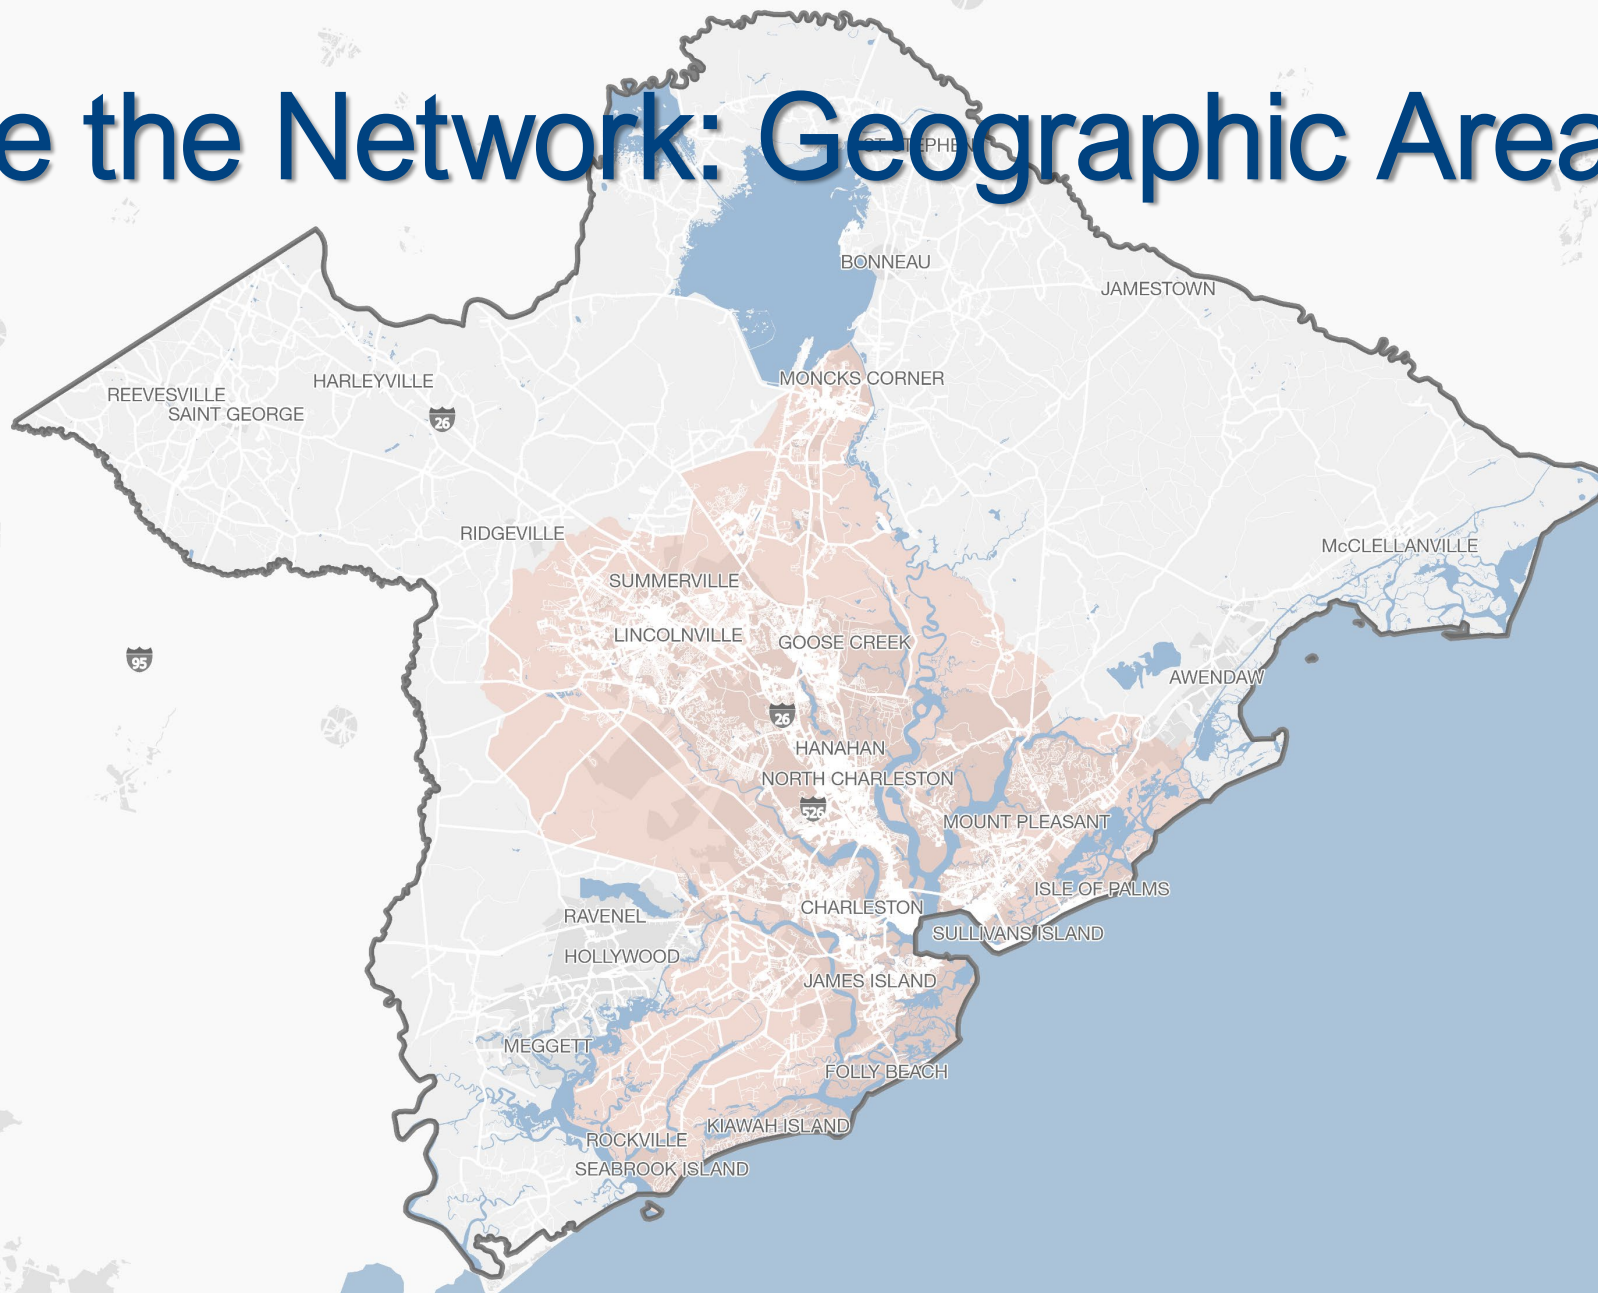 e the Network: Geographic Area
ST STEPHEN
BONNEAU
JAMESTOWN
MONCKS CORNER
HARLEYVILLE
REEVESVILLE
SAINT GEORGE
26
RIDGEVILLE
McCLELLANVILLE
SUMMERVILLE
LINCOLNVILLE
GOOSE CREEK
95
AWENDAW
26
HANAHAN
NORTH CHARLESTON
526
MOUNT PLEASANT
ISLE OF PALMS
CHARLESTON
RAVENEL
SULLIVANS ISLAND
HOLLYWOOD
JAMES ISLAND
MEGGETT
FOLLY BEACH
KIAWAH ISLAND
ROCKVILLE
SEABROOK ISLAND